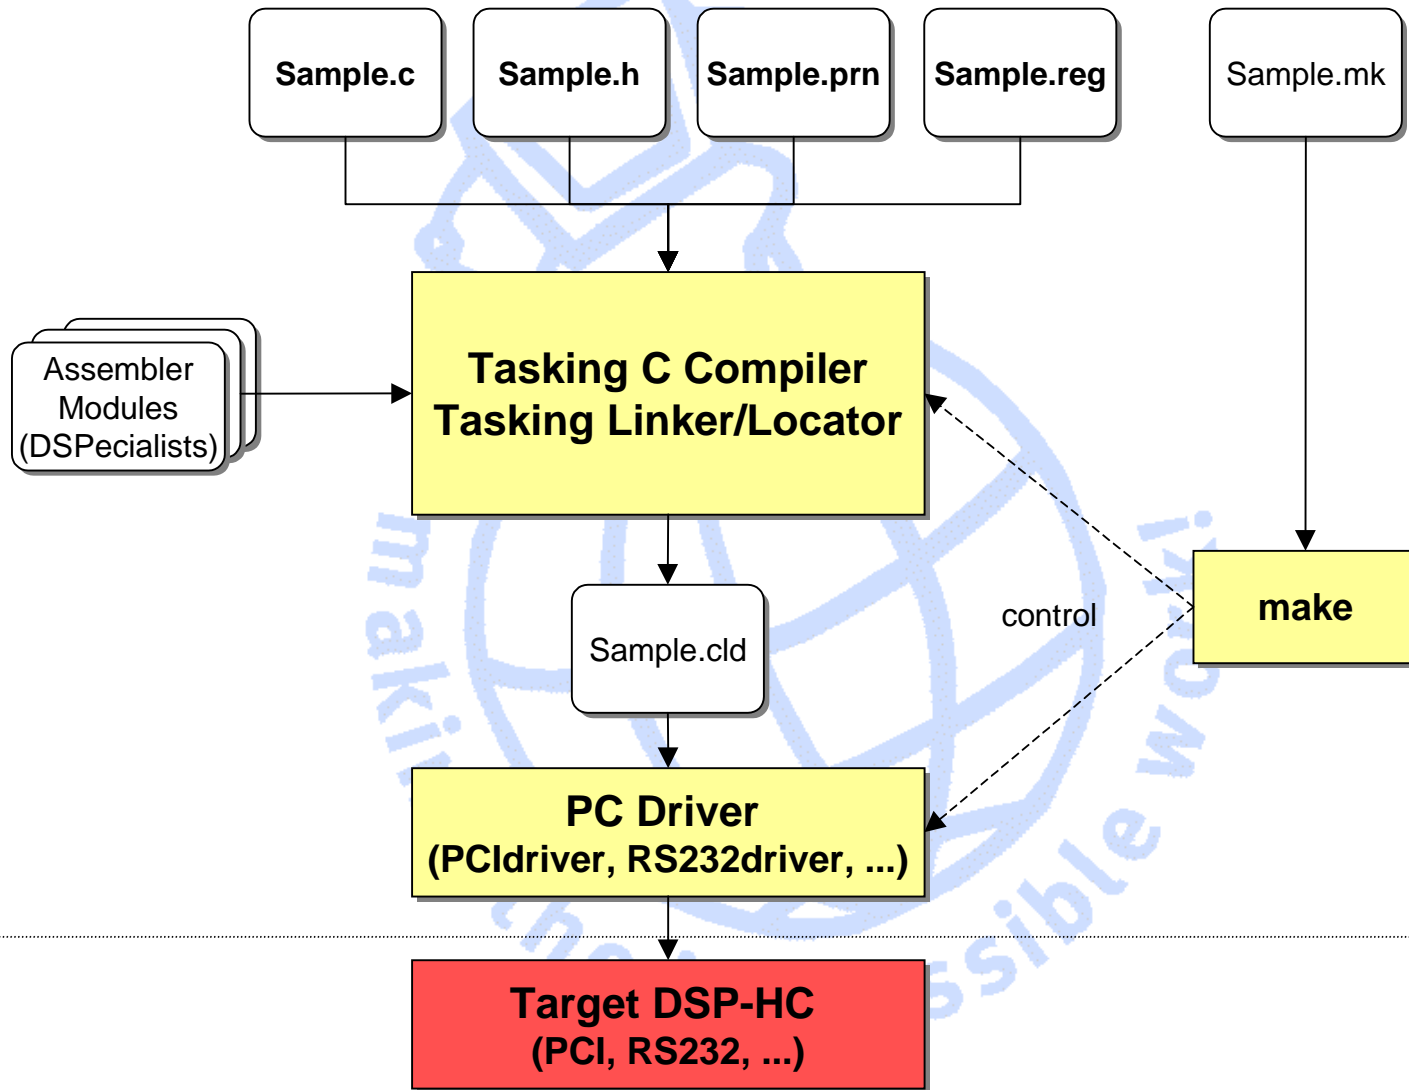 Sample.c
Sample.h
Sample.prn
Sample.reg
Sample.mk
Tasking C Compiler
Tasking Linker/Locator
Assembler
Modules
(DSPecialists)
make
control
Sample.cld
PC Driver
(PCIdriver, RS232driver, ...)
Target DSP-HC
(PCI, RS232, ...)